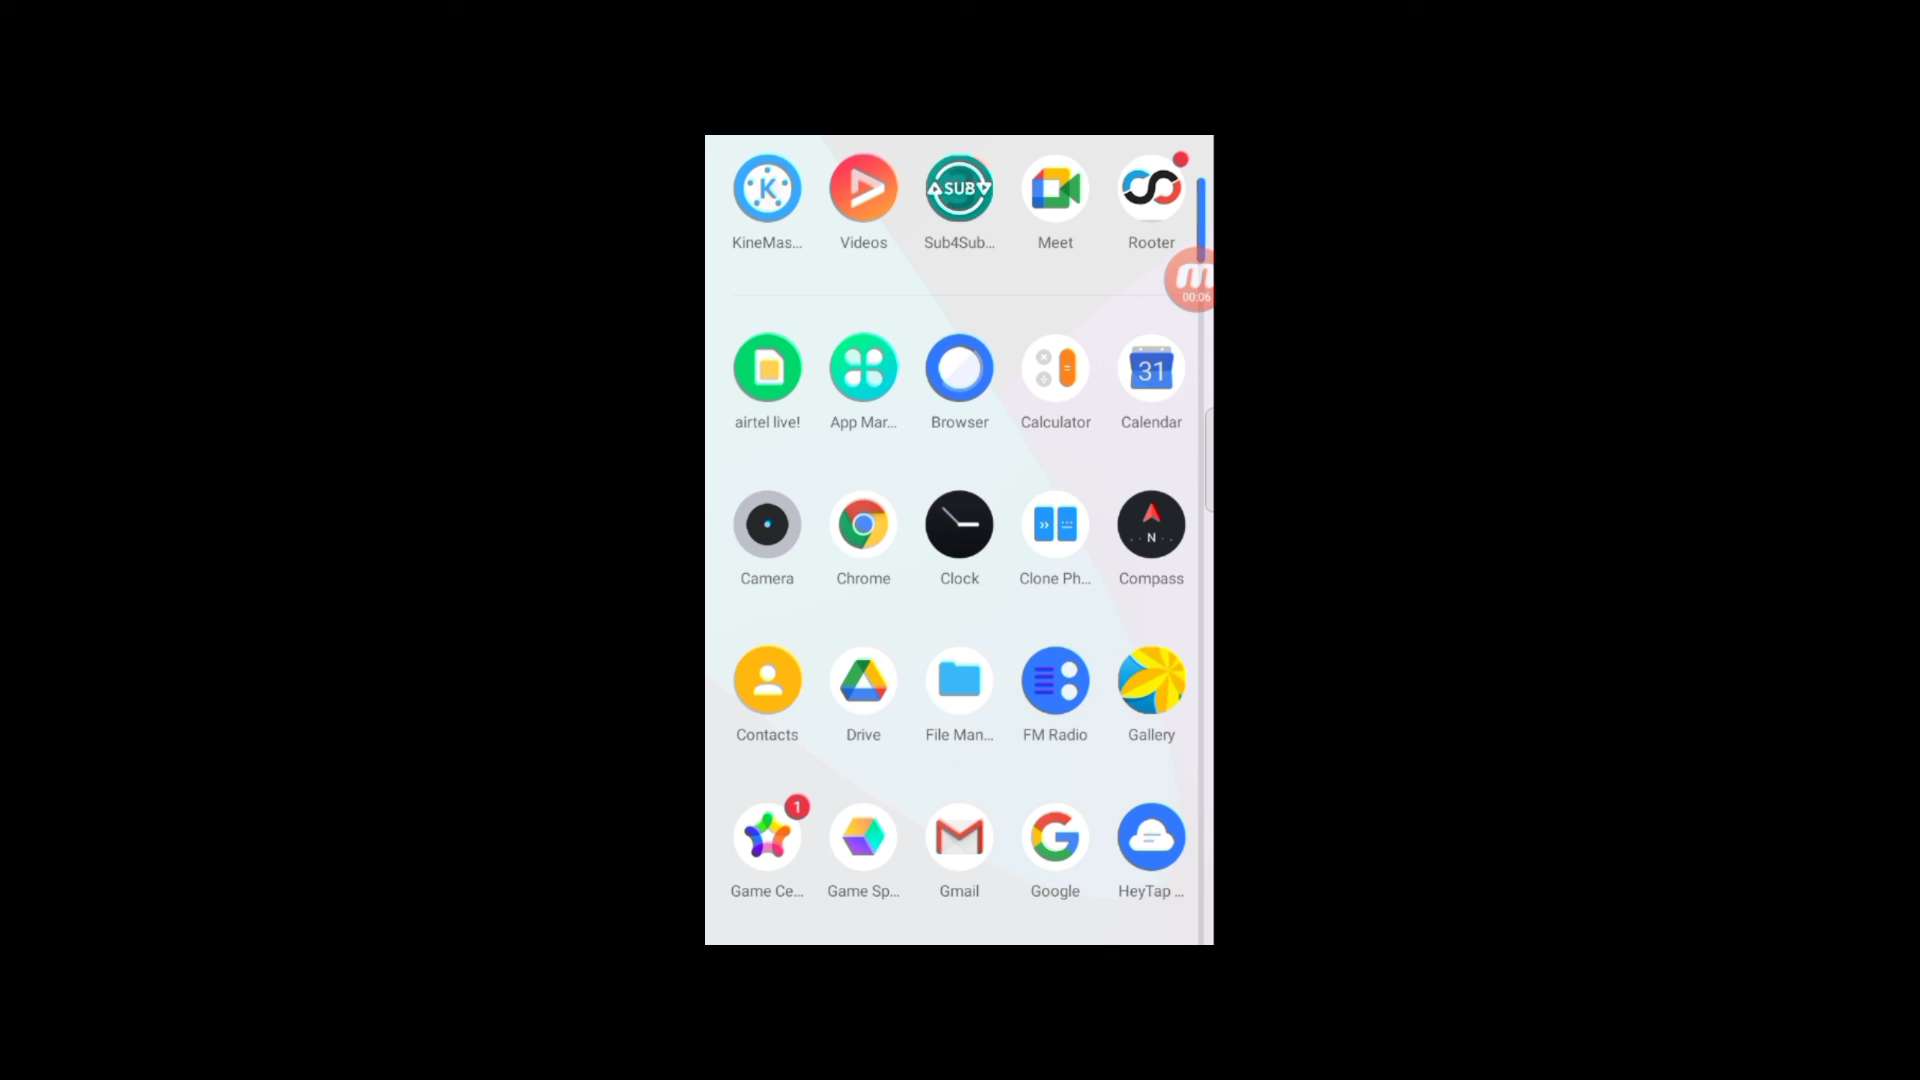 K
SUB
KineMas... Videos Sub4Sub... Meet Rooter
00:06
31
airtel live! App Mar... Browser Calculator Calendar
N
Camera Chrome Clock Clone Ph... Compass
Contacts Drive File Man... FM Radio Gallery
1
Game Ce... Game Sp... Gmail Google HeyTap ...